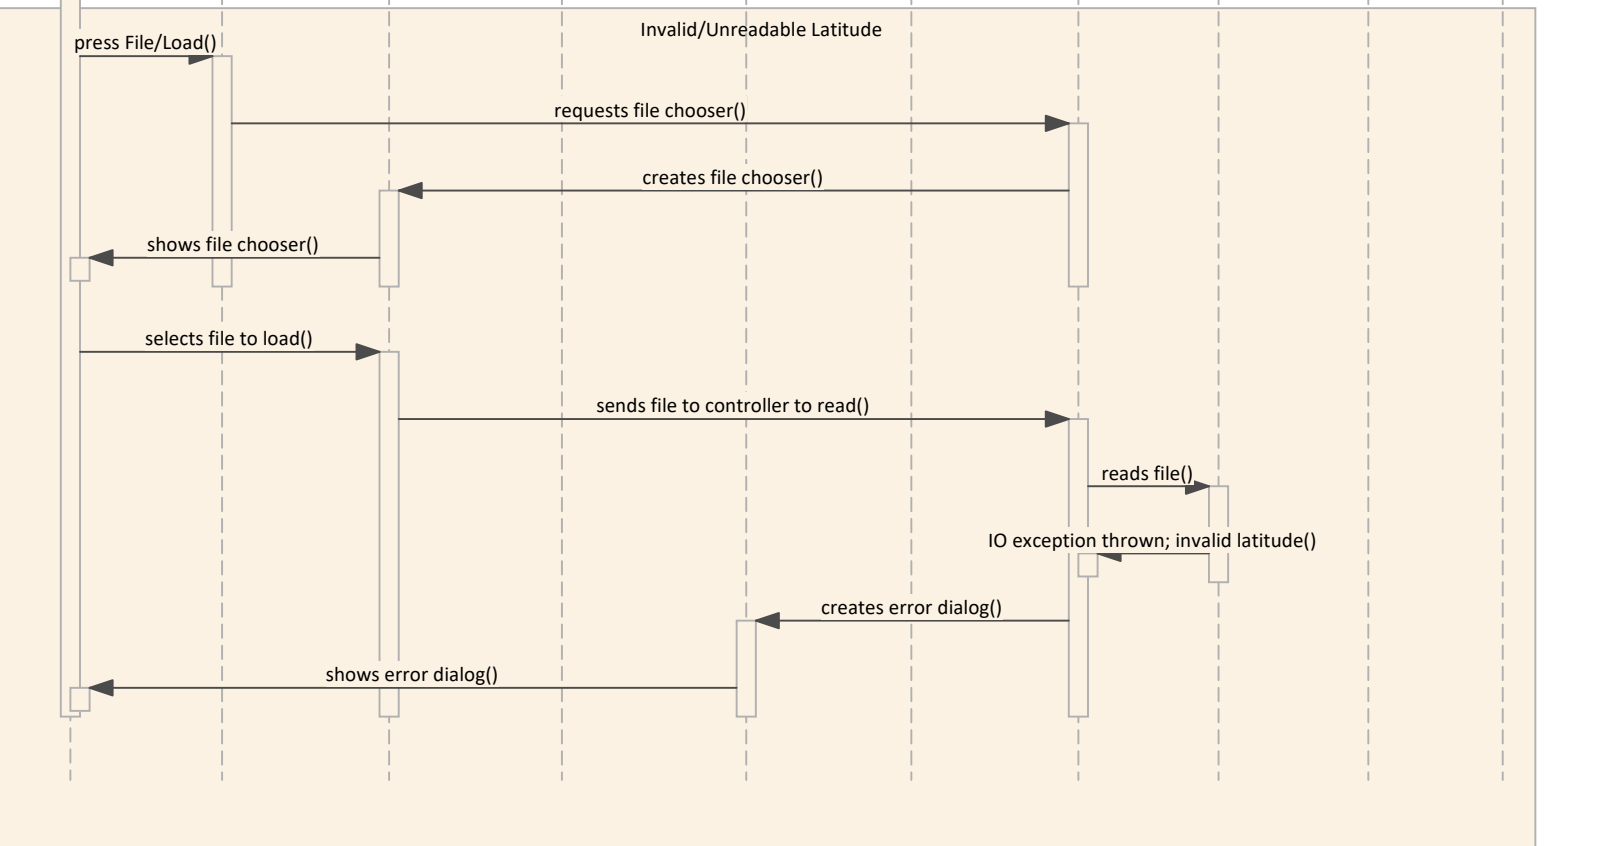 Invalid/Unreadable Latitude
press File/Load()
requests file chooser()
creates file chooser()
shows file chooser()
selects file to load()
sends file to controller to read()
reads file()
IO exception thrown; invalid latitude()
creates error dialog()
shows error dialog()